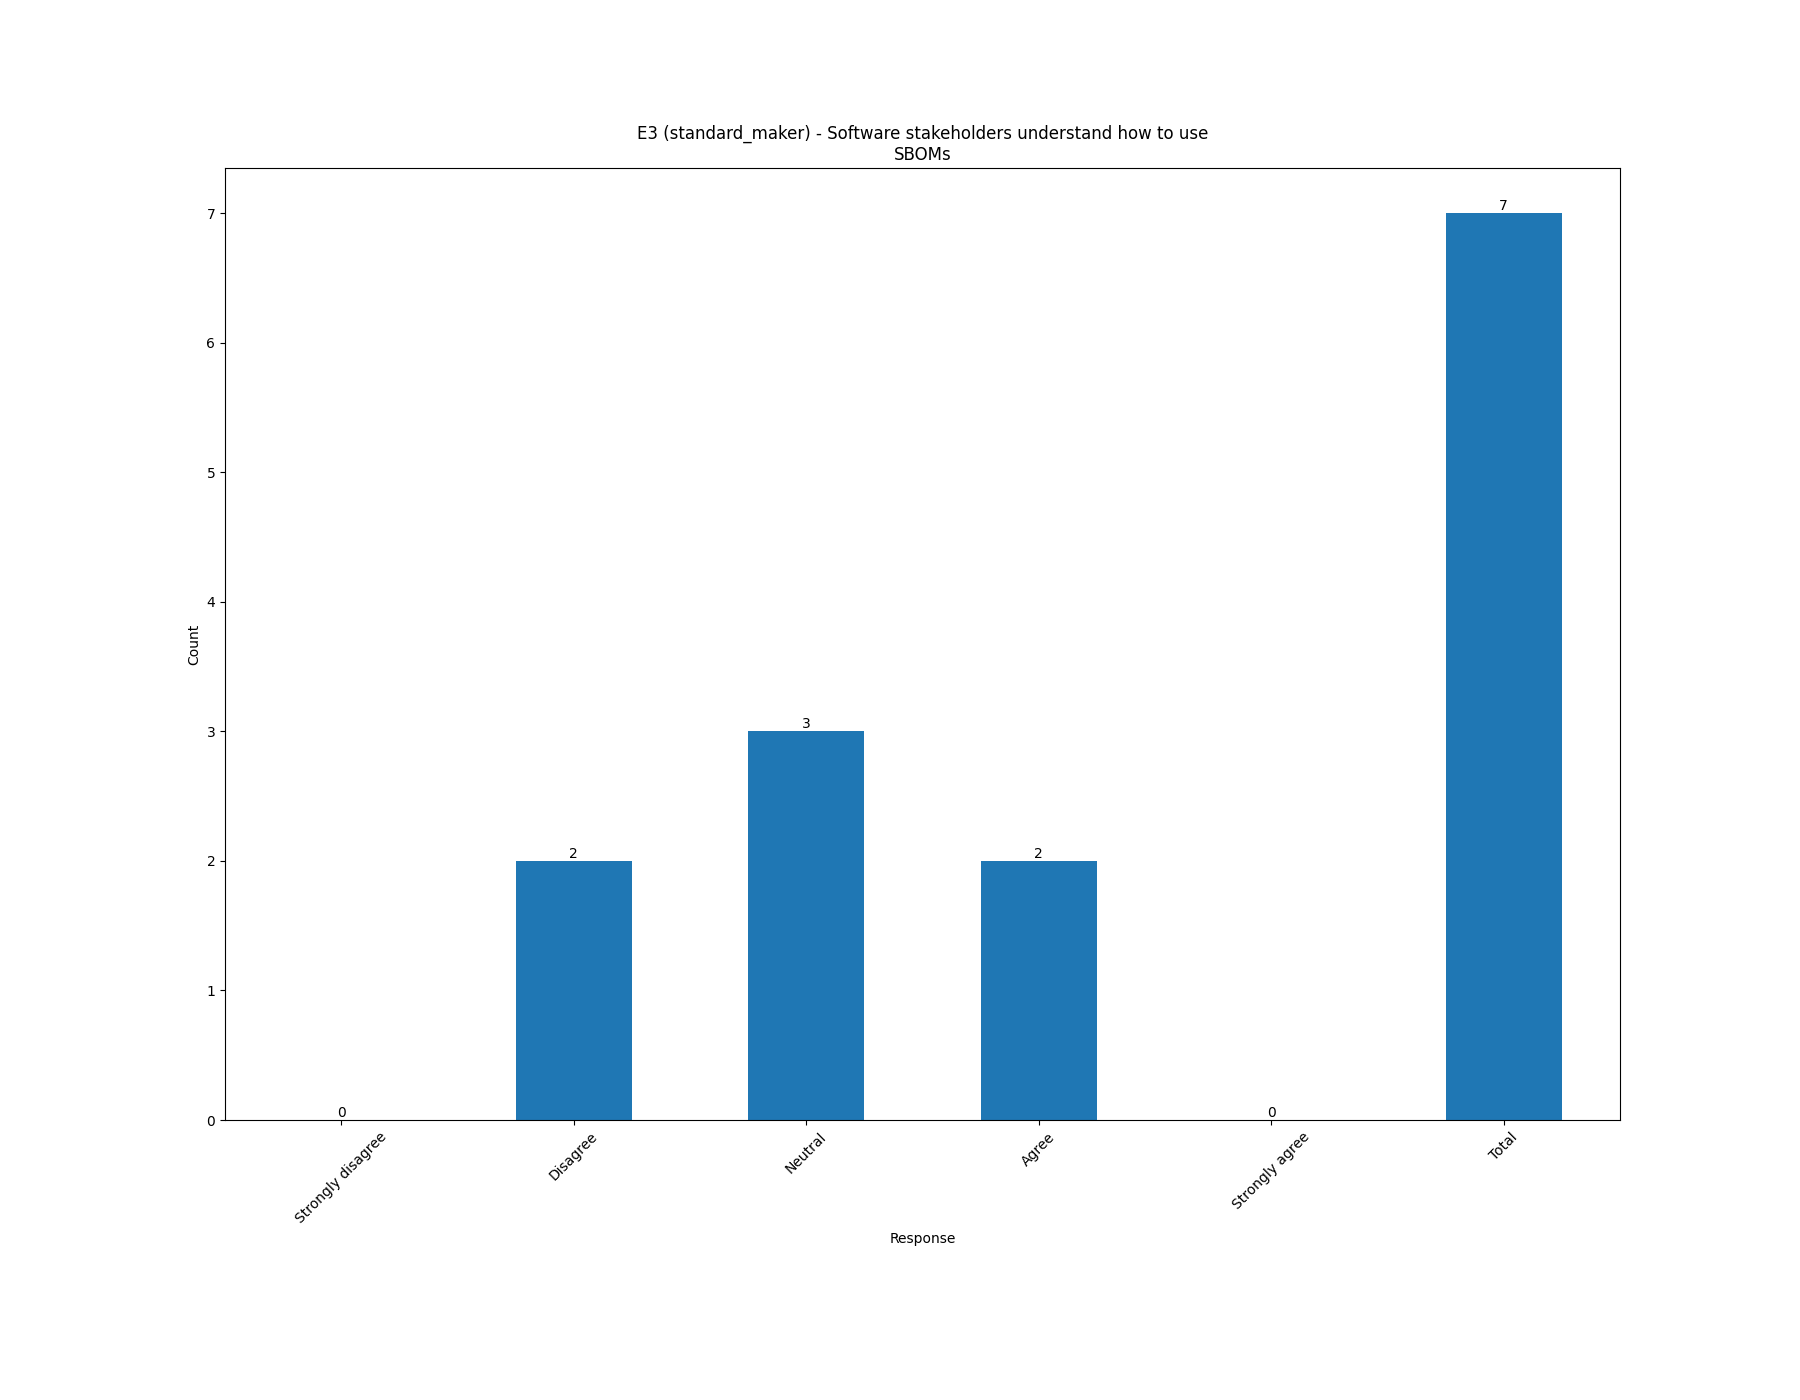 E3 (standard_maker) - Software stakeholders understand how to use
SBOMs
7
6
5
4
3
2
1
0
Count
0
2
3
2
0
7
Strongly disagree
Disagree
Neutral
Agree
Strongly agree
Total
Response